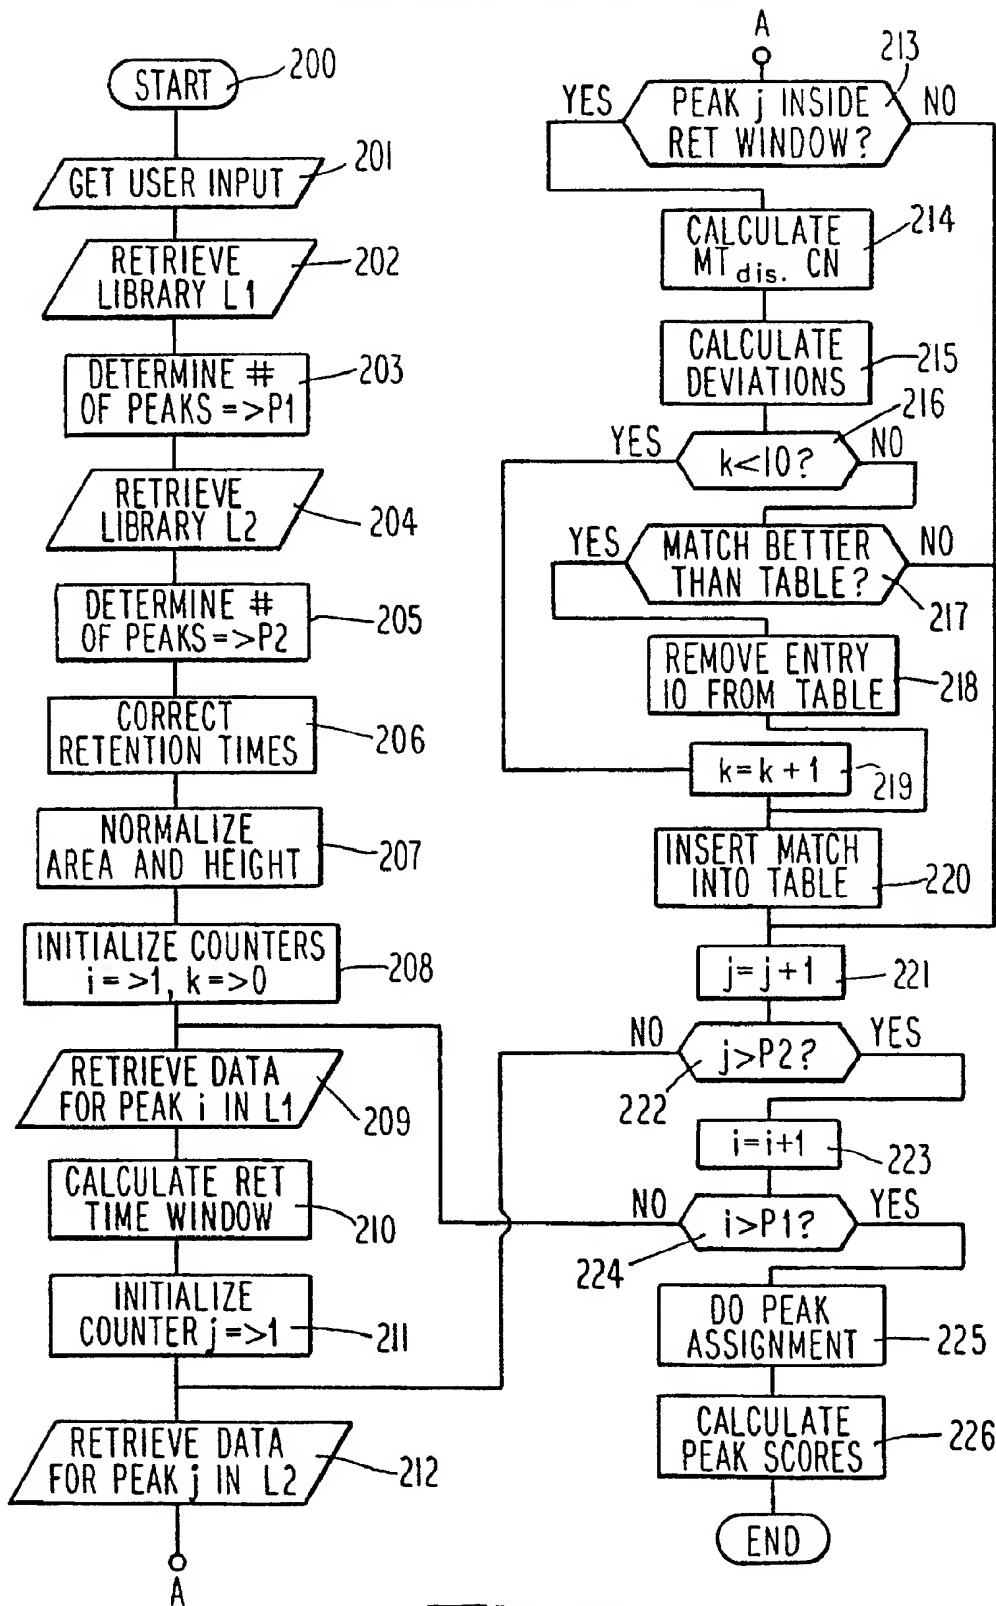 START
200
GET USER INPUT
201
RETRIEVE
LIBRARY L1
202
DETERMINE #
OF PEAKS =>P1
203
RETRIEVE
LIBRARY L2
204
DETERMINE #
OF PEAKS =>P2
205
CORRECT
RETENTION TIMES
206
NORMALIZE
AREA AND HEIGHT
207
INITIALIZE COUNTERS
i =>1, k =>0
208
RETRIEVE DATA
FOR PEAK i IN L1
209
CALCULATE RET
TIME WINDOW
210
INITIALIZE
COUNTER j =>1
211
RETRIEVE DATA
FOR PEAK j IN L2
212
A
A
213
YES
PEAK j INSIDE
RET WINDOW?
NO
CALCULATE
MT dis. CN
214
CALCULATE
DEVIATIONS
215
216
YES
k<10?
NO
YES
MATCH BETTER
THAN TABLE?
NO
217
REMOVE ENTRY
10 FROM TABLE
218
k=k+1
219
INSERT MATCH
INTO TABLE
220
j=j+1
221
NO
j>P2?
YES
222
i=i+1
223
NO
i>P1?
YES
224
DO PEAK
ASSIGNMENT
225
CALCULATE
PEAK SCORES
226
END